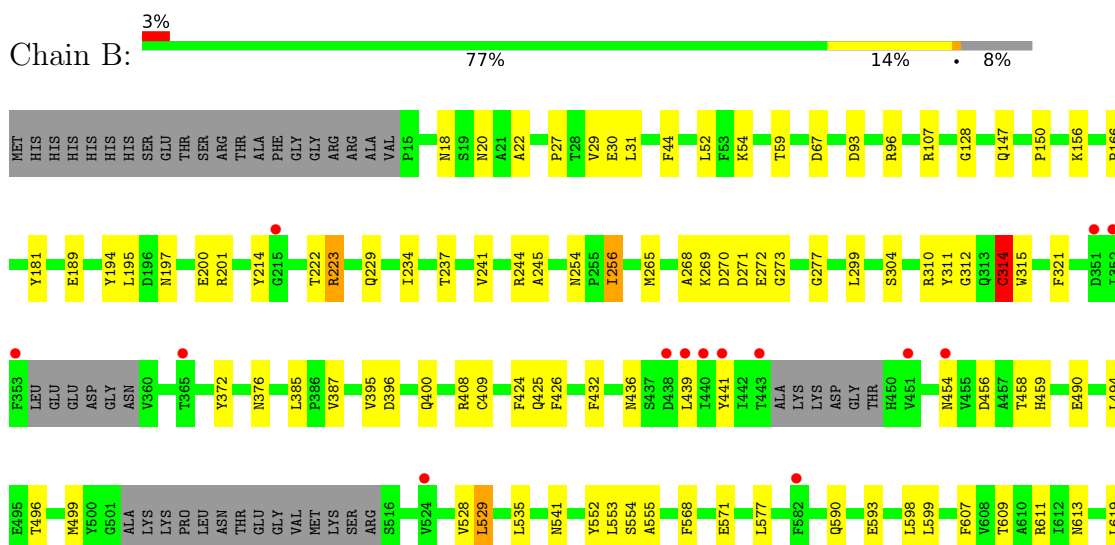 3%
Chain B:
77% 14% • 8%
MET HIS HIS HIS HIS HIS HIS SER GLU THR SER ARG THR ALA PHE GLY GLY ARG ARG ALA VAL P15 N18 S19 N20 A21 A22 P27 T28 V29 E30 L31 F44 L52 F53 K54 T59 D67 D93 R96 R107 G128 Q147 P150 K156
Y181 E189 Y194 L195 D196 N197 E200 R201 Y214 G215 T222 R223 Q229 I234 T237 V241 R244 A245 N254 P255 I256 M265 A268 K269 D270 D271 E272 G273 G277 L299 S304 R310 Y311 G312 Q313 C314 W315 F321 D351
F353 LEU GLU GLU ASP GLY ASN V360 T365 Y372 N376 L385 P386 V387 V395 D396 Q400 R408 C409 F424 Q425 F426 F432 N436 S437 D438 L439 I440 Y441 I442 T443 ALA LYS LYS ASP GLY THR H450 V451 N454 V455 D456 A457 T458 H459 E490
E495 T496 M499 Y500 G501 ALA LYS LYS PRO LEU ASN THR GLU GLY VAL MET LYS SER ARG S516 V524 V528 L529 L535 N541 Y552 L553 S554 A555 F568 E571 L577 F582 Q590 E593 L598 L599 F607 V608 T609 A610 R611 I612 N613